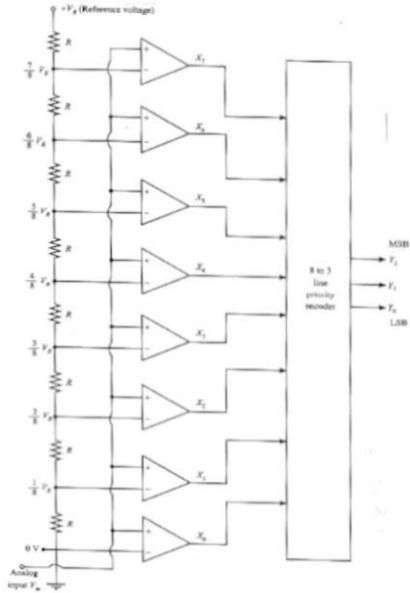 +V_R (Reference voltage)
R
X_7
7/8 V_R
R
X_6
6/8 V_R
R
X_5
5/8 V_R
R
MSB
X_4
8 to 3
Y_2
4/8 V_R
line
Y_1
R
priority
X_3
encoder
Y_0
LSB
3/8 V_R
R
X_2
2/8 V_R
R
X_1
1/8 V_R
R
X_0
0 V
Analog
input V_in